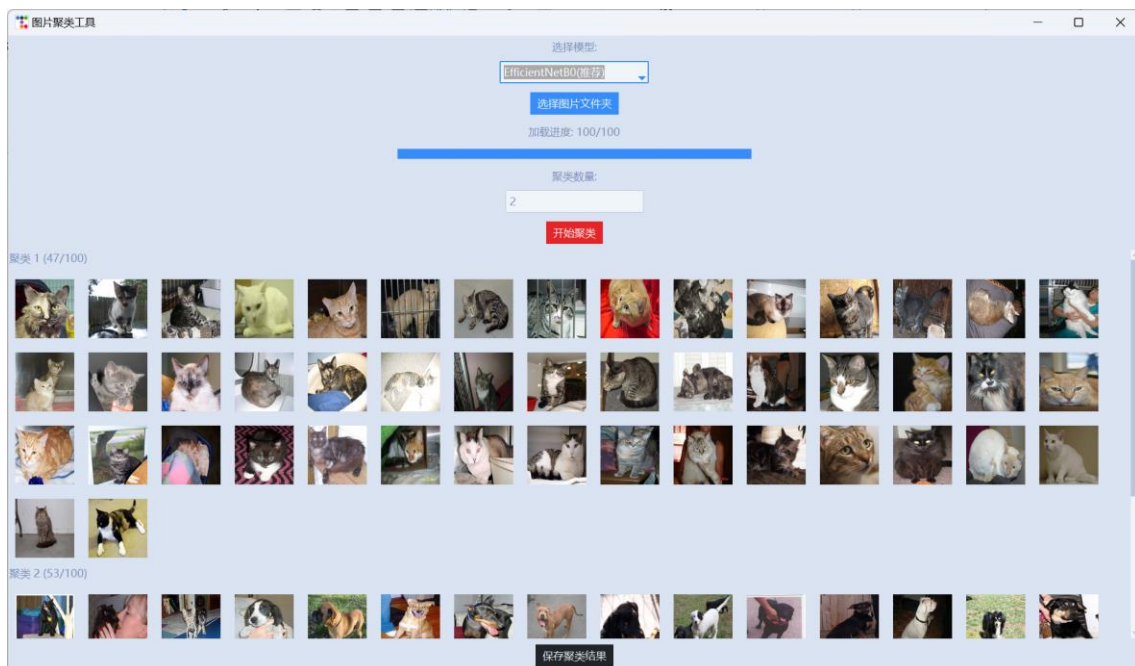 图片聚类工具
选择模型:
EfficientNetB0(推荐)
选择图片文件夹
加载进度: 100/100
聚类数量:
2
开始聚类
聚类 1 (47/100)
聚类 2 (53/100)
保存聚类结果